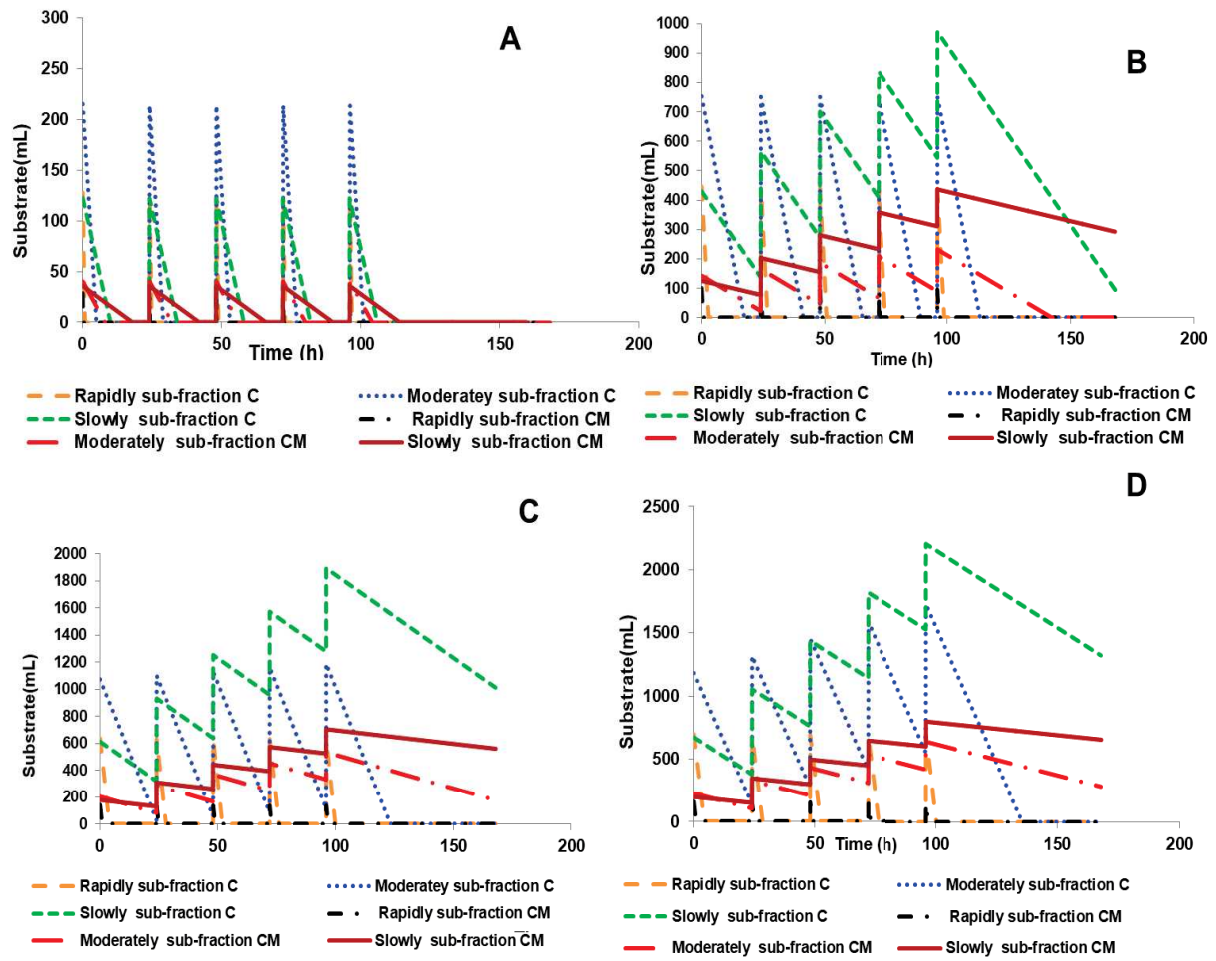 A
300
250
200
150
100
50
0
Substrate(mL)
0 50 100 150 200
Time (h)
Rapidly sub-fraction C
Moderatey sub-fraction C
Slowly sub-fraction C
Rapidly sub-fraction CM
Moderately sub-fraction CM
Slowly sub-fraction CM
B
1000
900
800
700
600
500
400
300
200
100
0
Substrate(mL)
0 50 100 150 200
Time (h)
Rapidly sub-fraction C
Moderatey sub-fraction C
Slowly sub-fraction C
Rapidly sub-fraction CM
Moderately sub-fraction CM
Slowly sub-fraction CM
C
2000
1800
1600
1400
1200
1000
800
600
400
200
0
Substrate(mL)
0 50 100 150 200
Rapidly sub-fraction C
Moderatey sub-fraction C
Slowly sub-fraction C
Rapidly sub-fraction CM
Moderately sub-fraction CM
Slowly sub-fraction CM
D
2500
2000
1500
1000
500
0
Substrate(mL)
0 50 100 150 200
Time (h)
Rapidly sub-fraction C
Moderately sub-fraction C
Slowly sub-fraction C
Rapidly sub-fraction CM
Moderately sub-fraction CM
Slowly sub-fraction CM